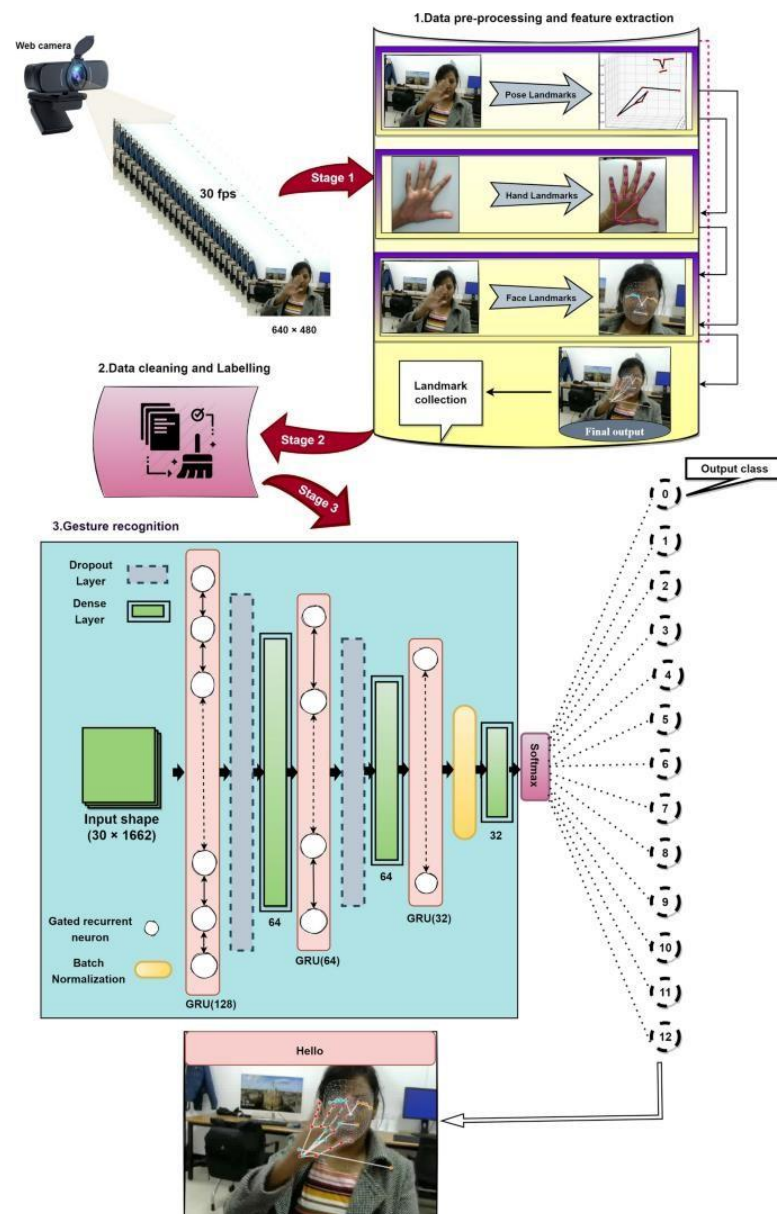 1.Data pre-processing and feature extraction
Web camera
Pose Landmarks
Stage 1
30 fps
Hand Landmarks
Face Landmarks
640 × 480
2.Data cleaning and Labelling
Landmark
collection
Final output
Stage 2
Stage 3
Output class
3.Gesture recognition
0
1
2
3
4
5
6
7
8
9
10
11
12
Dropout
Layer
Dense
Layer
Input shape
(30 × 1662)
Softmax
32
64
GRU(32)
64
GRU(64)
Gated recurrent
neuron
Batch
Normalization
GRU(128)
Hello